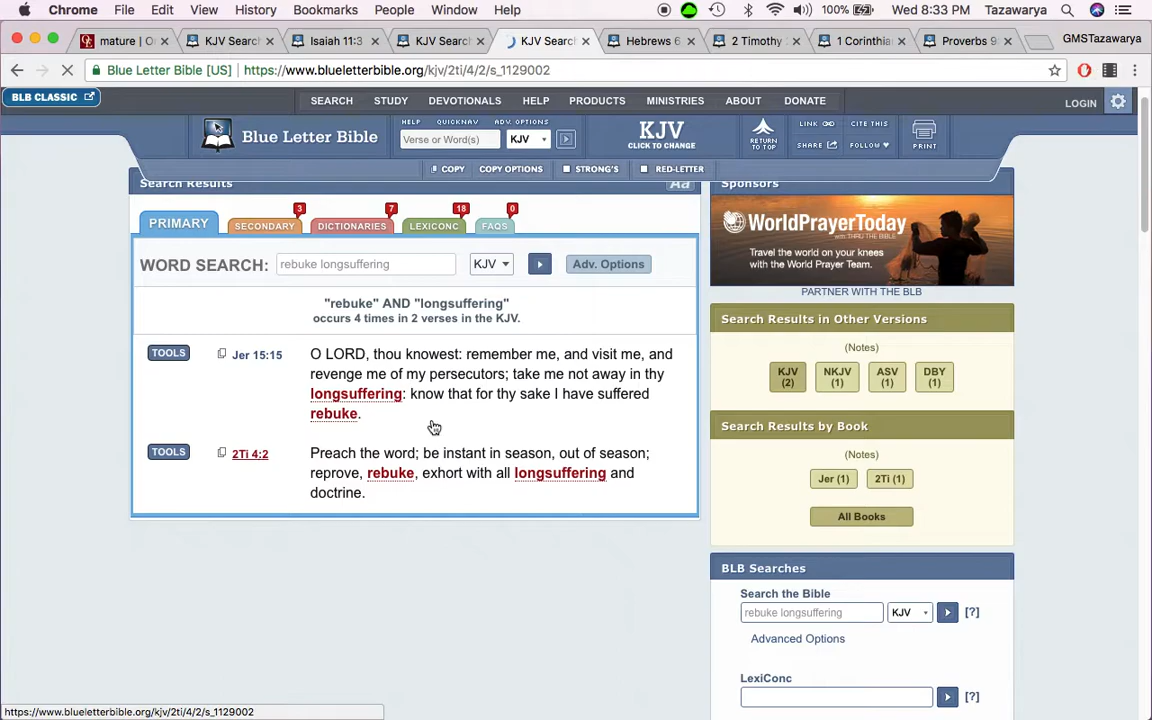 Chrome File Edit View History Bookmarks People Window Help 100% Wed 8:33 PM Tazawarya
mature | O KJV Search Isaiah 11:3 KJV Search KJV Search Hebrews 6 2 Timothy 1 Corinthia Proverbs 9 GMSTazawarya
Blue Letter Bible [US] https://www.blueletterbible.org/kjv/2ti/4/2/s_1129002
BLB CLASSIC SEARCH STUDY DEVOTIONALS HELP PRODUCTS MINISTRIES ABOUT DONATE LOGIN
HELP QUICKNAV ADV. OPTIONS
Blue Letter Bible Verse or Word(s) KJV
KJV
CLICK TO CHANGE
RETURN
TO TOP
LINK CITE THIS
SHARE FOLLOW
PRINT
COPY COPY OPTIONS STRONG'S RED-LETTER
Search Results Aa
3 7 18 0
PRIMARY SECONDARY DICTIONARIES LEXICONC FAQS
WORD SEARCH: rebuke longsuffering KJV Adv. Options
"rebuke" AND "longsuffering"
occurs 4 times in 2 verses in the KJV.
TOOLS Jer 15:15 O LORD, thou knowest: remember me, and visit me, and
revenge me of my persecutors; take me not away in thy
longsuffering: know that for thy sake I have suffered
rebuke.
TOOLS 2Ti 4:2 Preach the word; be instant in season, out of season;
reprove, rebuke, exhort with all longsuffering and
doctrine.
Sponsors
WorldPrayerToday
with THRU the BIBLE
Travel the world on your knees
with the World Prayer Team.
PARTNER WITH THE BLB
Search Results in Other Versions
(Notes)
KJV NKJV ASV DBY
(2) (1) (1) (1)
Search Results by Book
(Notes)
Jer (1) 2Ti (1)
All Books
BLB Searches
Search the Bible
rebuke longsuffering KJV [?]
Advanced Options
LexiConc
[?]
https://www.blueletterbible.org/kjv/2ti/4/2/s_1129002